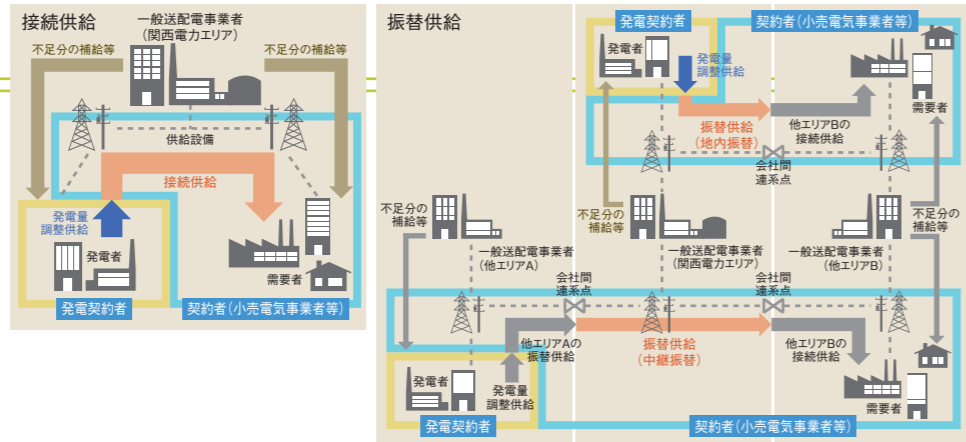 接続供給
一般送配電事業者
（関西電力エリア）
不足分の補給等
不足分の補給等
供給設備
接続供給
発電量
調整供給
発電者
需要者
発電契約者
契約者（小売電気事業者等）
振替供給
発電契約者
契約者（小売電気事業者等）
発電者
発電量
調整供給
需要者
振替供給
（地内振替）
他エリアBの
接続供給
会社間
連系点
不足分の
補給等
不足分の
補給等
不足分の
補給等
一般送配電事業者
（他エリアA）
一般送配電事業者
（関西電力エリア）
一般送配電事業者
（他エリアB）
会社間
連系点
会社間
連系点
他エリアAの
振替供給
振替供給
（中継振替）
他エリアBの
接続供給
発電者
発電量
調整供給
需要者
発電契約者
契約者（小売電気事業者等）